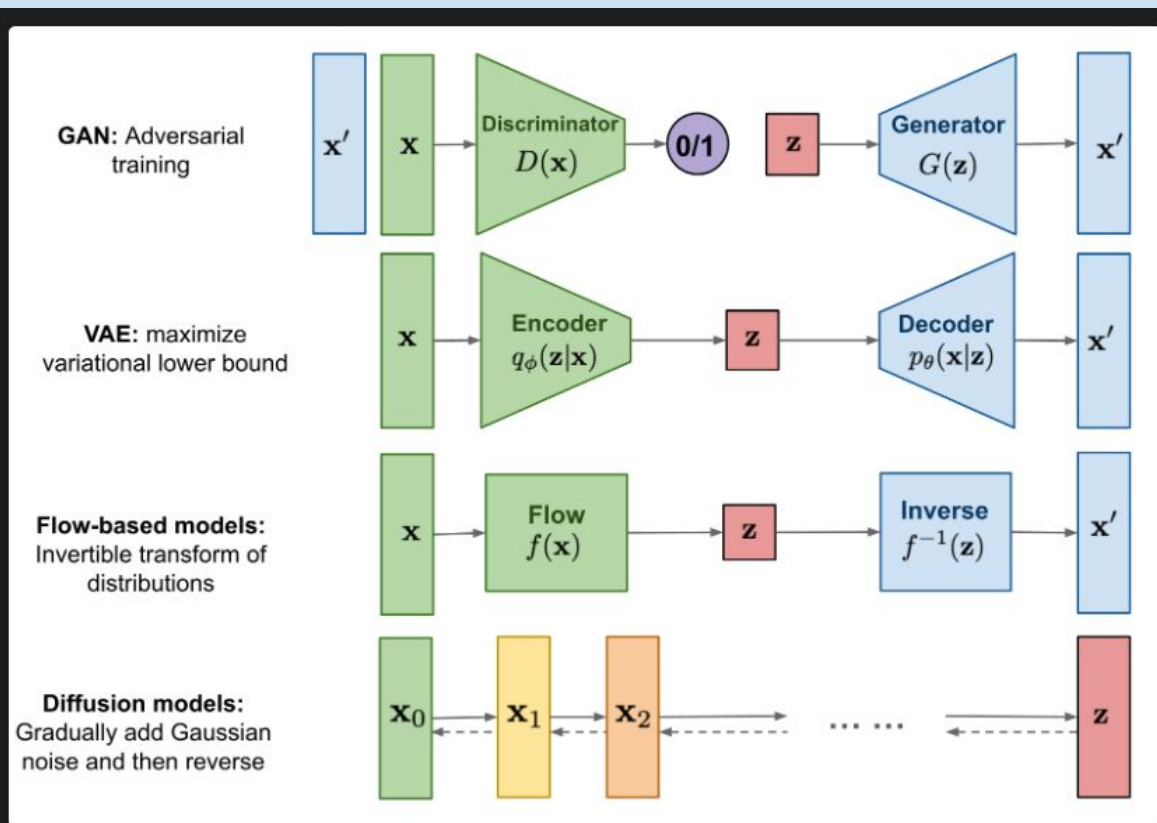 GAN: Adversarial
training
x′
x
Discriminator
D(x)
0/1
z
Generator
G(z)
x′
VAE: maximize
variational lower bound
x
Encoder
qϕ(z|x)
z
Decoder
pθ(x|z)
x′
Flow-based models:
Invertible transform of
distributions
x
Flow
f(x)
z
Inverse
f⁻¹(z)
x′
Diffusion models:
Gradually add Gaussian
noise and then reverse
x₀
x₁
x₂
... ...
z